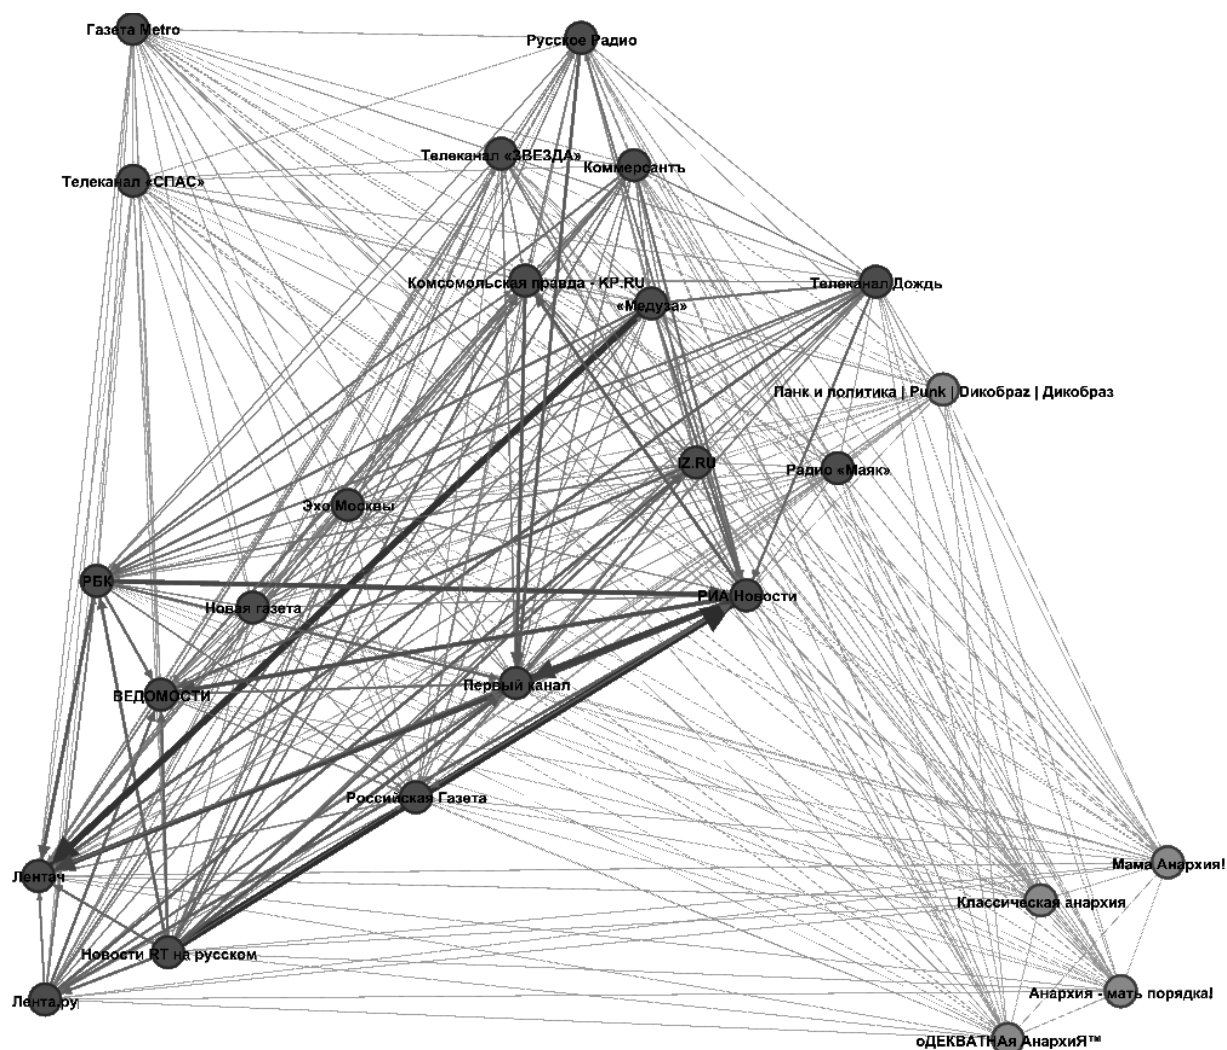 Газета Metro
Русское Радио
Телеканал «ЗВЕЗДА»
Коммерсантъ
Телеканал «СПАС»
Комсомольская правда - KP.RU
Телеканал Дождь
«Медуза»
Панк и политика | Punk | Dикобраz | Дикобраз
IZ.RU
Радио «Маяк»
Эхо Москвы
РБК
РИА Новости
Новая газета
Первый канал
ВЕДОМОСТИ
Российская Газета
Мама Анархия!
Лентач
Классическая анархия
Новости RT на русском
Анархия - мать порядка!
Лента.ру
оДЕКВАТНАя АнархиЯ™